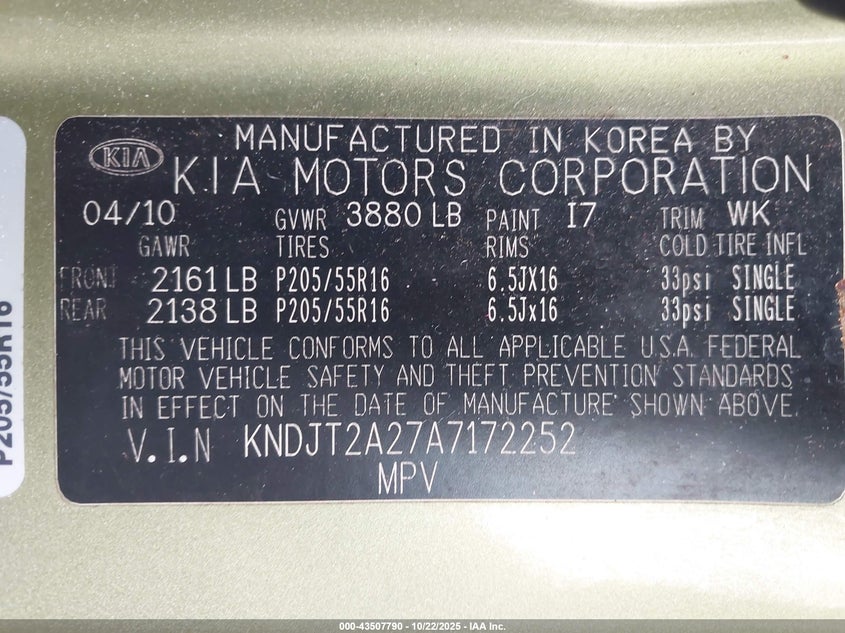 MANUFACTURED IN KOREA BY
KIA KIA MOTORS CORPORATION
04/10 GVWR 3880 LB PAINT I7 TRIM WK
GAWR TIRES RIMS COLD TIRE INFL
FRONT 2161 LB P205/55R16 6.5JX16 33psi SINGLE
REAR 2138 LB P205/55R16 6.5Jx16 33psi SINGLE
THIS VEHICLE CONFORMS TO ALL APPLICABLE U.S.A. FEDERAL
MOTOR VEHICLE SAFETY AND THEFT PREVENTION STANDARDS
IN EFFECT ON THE DATE OF MANUFACTURE SHOWN ABOVE.
V.I.N KNDJT2A27A7172252
MPV
P205/55R16
000-43507790 - 10/22/2025 - IAA Inc.